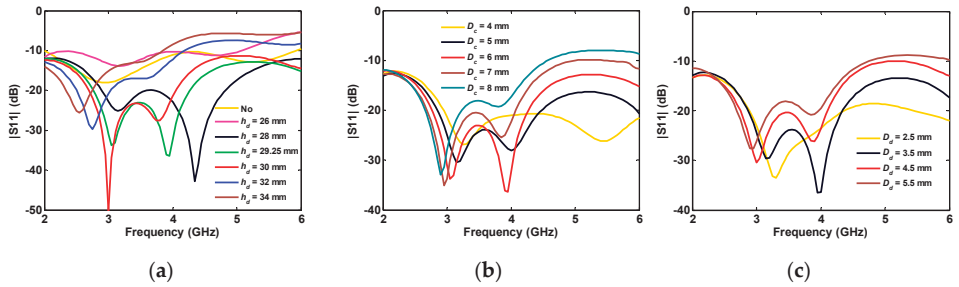 |S11| (dB)
0
-10
-20
-30
-40
-50
No
h_d = 26 mm
h_d = 28 mm
h_d = 29.25 mm
h_d = 30 mm
h_d = 32 mm
h_d = 34 mm
2 3 4 5 6
Frequency (GHz)
(a)
|S11| (dB)
0
-10
-20
-30
-40
D_c = 4 mm
D_c = 5 mm
D_c = 6 mm
D_c = 7 mm
D_c = 8 mm
2 3 4 5 6
Frequency (GHz)
(b)
|S11| (dB)
0
-10
-20
-30
-40
D_d = 2.5 mm
D_d = 3.5 mm
D_d = 4.5 mm
D_d = 5.5 mm
2 3 4 5 6
Frequency (GHz)
(c)